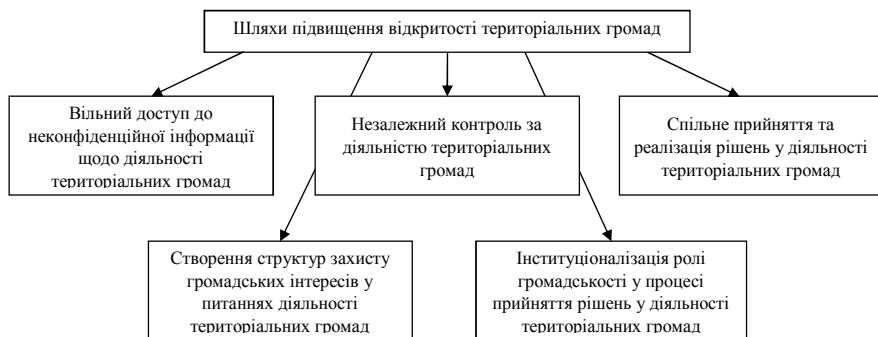 Шляхи підвищення відкритості територіальних громад
Вільний доступ до
неконфіденційної інформації
щодо діяльності
територіальних громад
Незалежний контроль за
діяльністю територіальних
громад
Спільне прийняття та
реалізація рішень у діяльності
територіальних громад
Створення структур захисту
громадських інтересів у
питаннях діяльності
територіальних громад
Інституціоналізація ролі
громадськості у процесі
прийняття рішень у діяльності
територіальних громад